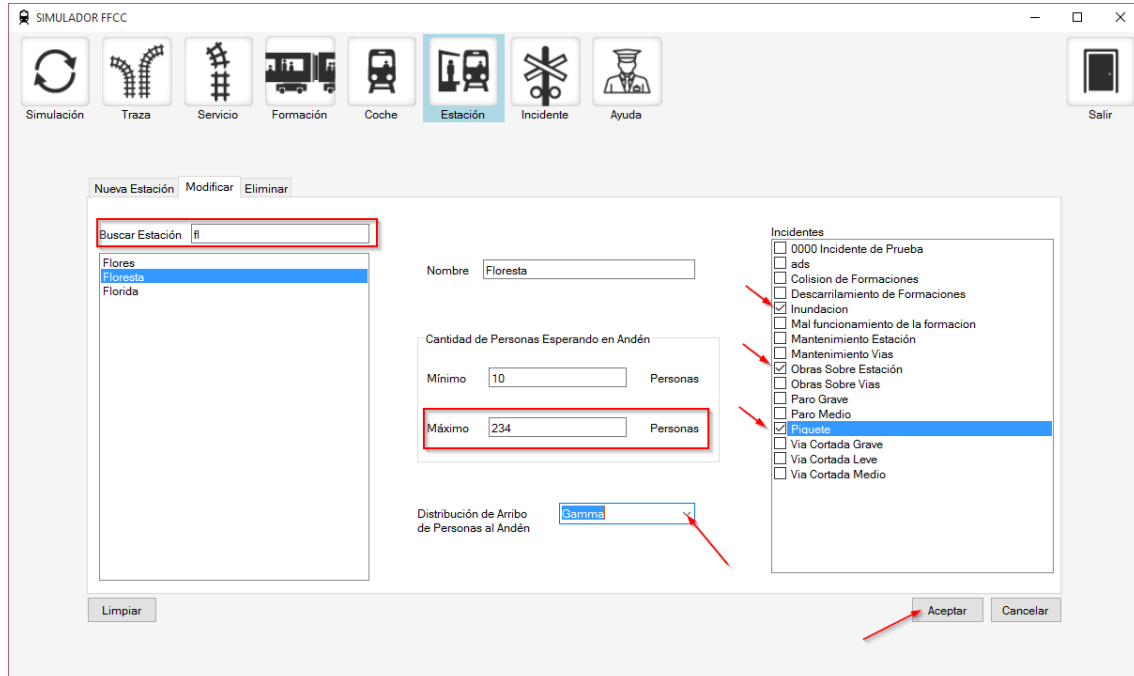 SIMULADOR FFCC
Simulación Traza Servicio Formación Coche Estación Incidente Ayuda Salir
Nueva Estación Modificar Eliminar
Buscar Estación fl
Flores
Floresta
Florida
Nombre Floresta
Cantidad de Personas Esperando en Andén
Mínimo 10 Personas
Máximo 234 Personas
Distribución de Arribo
de Personas al Andén
Gamma
Incidentes
0000 Incidente de Prueba
ads
Colision de Formaciones
Descarrilamiento de Formaciones
Inundacion
Mal funcionamiento de la formacion
Mantenimiento Estación
Mantenimiento Vias
Obras Sobre Estación
Obras Sobre Vias
Paro Grave
Paro Medio
Piquete
Via Cortada Grave
Via Cortada Leve
Via Cortada Medio
Limpiar Aceptar Cancelar